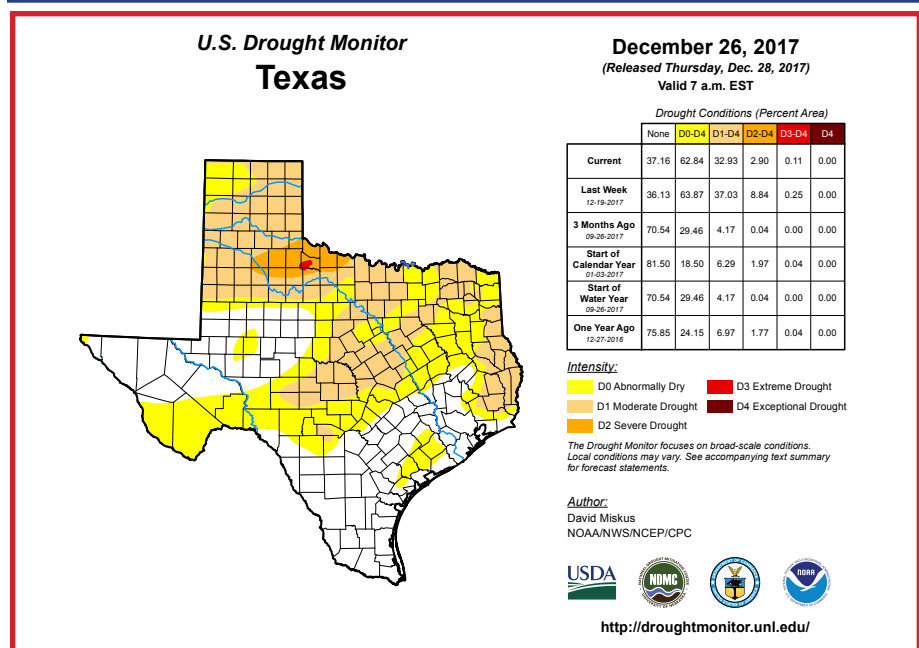 U.S. Drought Monitor
Texas
December 26, 2017
(Released Thursday, Dec. 28, 2017)
Valid 7 a.m. EST
Drought Conditions (Percent Area)
None D0-D4 D1-D4 D2-D4 D3-D4 D4
Current 37.16 62.84 32.93 2.90 0.11 0.00
Last Week
12-19-2017 36.13 63.87 37.03 8.84 0.25 0.00
3 Months Ago
09-26-2017 70.54 29.46 4.17 0.04 0.00 0.00
Start of
Calendar Year
01-03-2017 81.50 18.50 6.29 1.97 0.04 0.00
Start of
Water Year
09-26-2017 70.54 29.46 4.17 0.04 0.00 0.00
One Year Ago
12-27-2016 75.85 24.15 6.97 1.77 0.04 0.00
Intensity:
D0 Abnormally Dry D3 Extreme Drought
D1 Moderate Drought D4 Exceptional Drought
D2 Severe Drought
The Drought Monitor focuses on broad-scale conditions.
Local conditions may vary. See accompanying text summary
for forecast statements.
Author:
David Miskus
NOAA/NWS/NCEP/CPC
USDA
NDMC
NOAA
http://droughtmonitor.unl.edu/